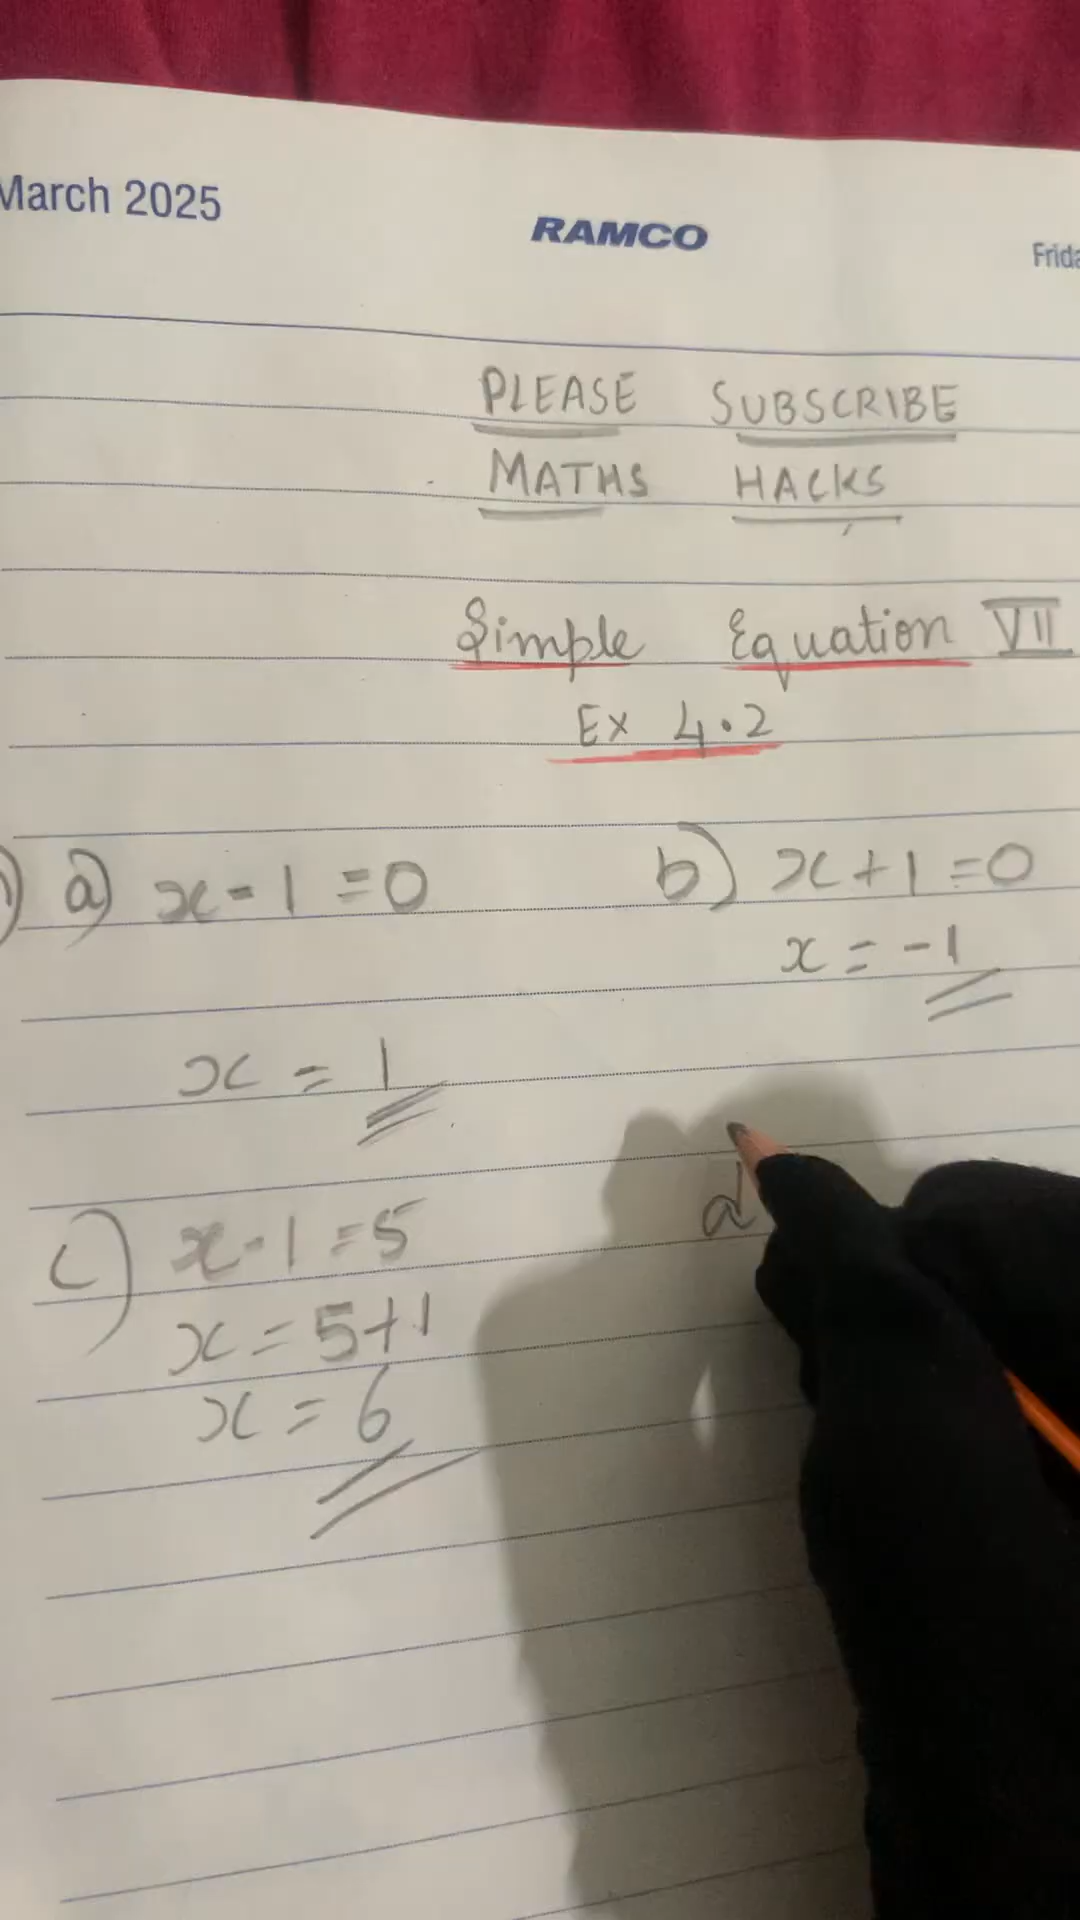 March 2025
RAMCO
PLEASE SUBSCRIBE
MATHS HACKS
Simple Equation VII
Ex 4.2
a) x - 1 = 0
x = 1
b) x + 1 = 0
x = -1
c) x - 1 = 5
x = 5 + 1
x = 6
d